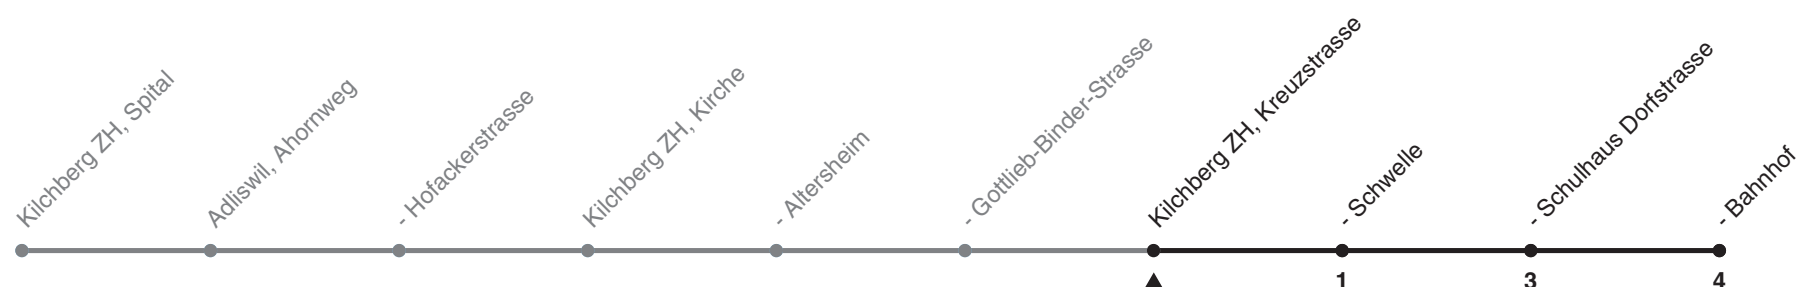 Kilchberg ZH, Spital
Adliswil, Ahornweg
- Hofackerstrasse
Kilchberg ZH, Kirche
- Altersheim
- Gottlieb-Binder-Strasse
Kilchberg ZH, Kreuzstrasse
- Schwelle
- Schulhaus Dorfstrasse
- Bahnhof
1
3
4